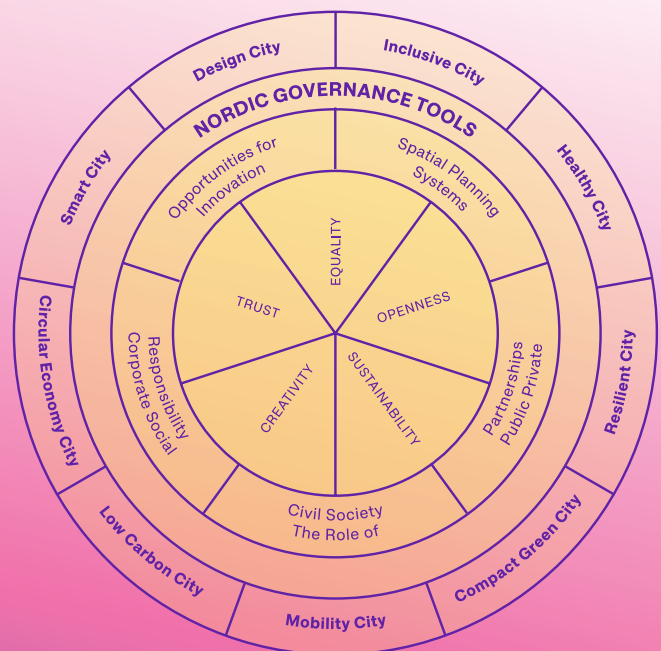 Design City
Inclusive City
Healthy City
Resilient City
Compact Green City
Mobility City
Low Carbon City
Circular Economy City
Smart City
NORDIC GOVERNANCE TOOLS
Opportunities for
Innovation
Spatial Planning
Systems
Partnerships
Public Private
Civil Society
The Role of
Responsibility
Corporate Social
EQUALITY
OPENNESS
SUSTAINABILITY
CREATIVITY
TRUST